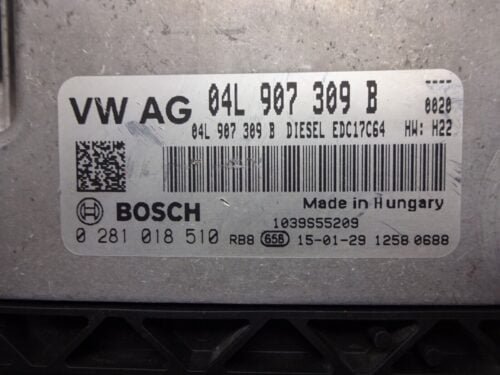 VW AG 04L 907 309 B
---- 0020
04L 907 309 B DIESEL EDC17C64 HW: H22
Made in Hungary
BOSCH 1039S55209
0 281 018 510 RB8 65B 15-01-29 1258 0688